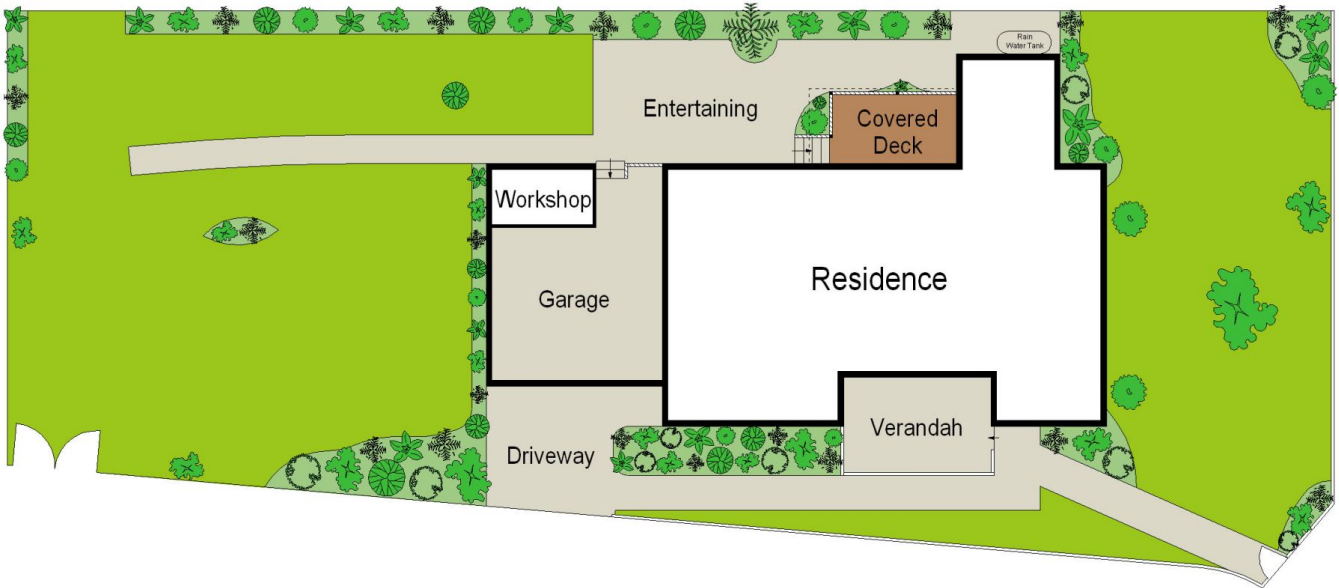 Rain
Water Tank
Entertaining
Covered
Deck
Workshop
Residence
Garage
Verandah
Driveway